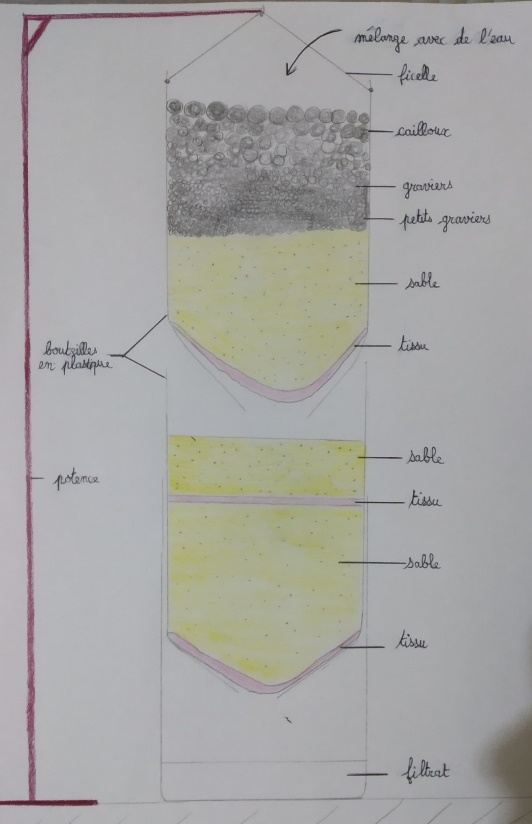 mélange avec de l'eau
ficelle
cailloux
graviers
petits graviers
sable
tissu
bouteilles
en plastique
sable
potence
tissu
sable
tissu
filtrat